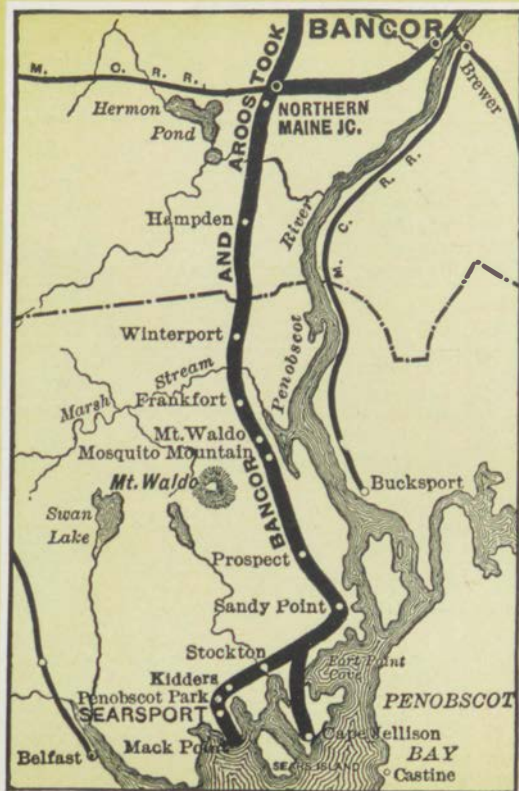 BANGOR
M. C. R. R.
AROOSTOOK
Brewer
Hermon
Pond
NORTHERN
MAINE JC.
River
M. C. R. R.
Hampden
AND
Winterport
Penobscot
Stream
Marsh
Frankfort
Mt. Waldo
Mosquito Mountain
BANGOR
Mt. Waldo
Bucksport
Swan
Lake
Prospect
Sandy Point
Stockton
Fort Point
Cove
Kidders
Penobscot Park
PENOBSCOT
SEARSPORT
Mack Point
Cape Jellison
BAY
Belfast
SEARS ISLAND
Castine